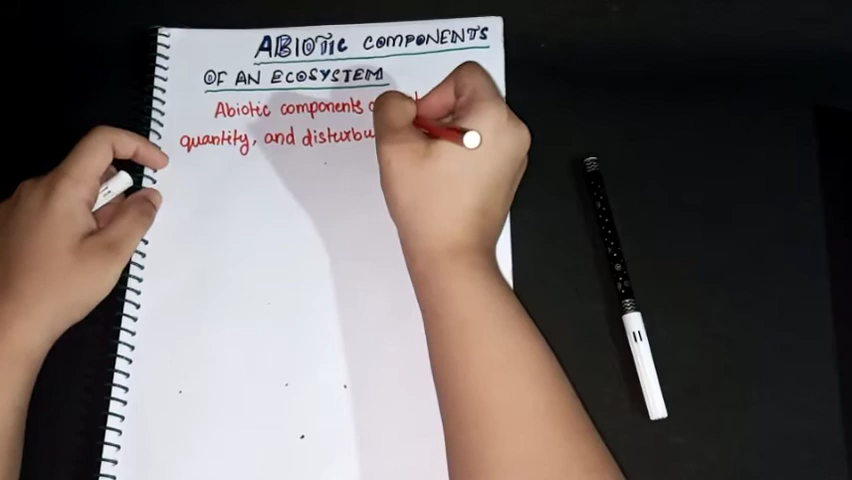 ABIOTIC COMPONENTS
OF AN ECOSYSTEM
Abiotic components
quantity, and disturbu